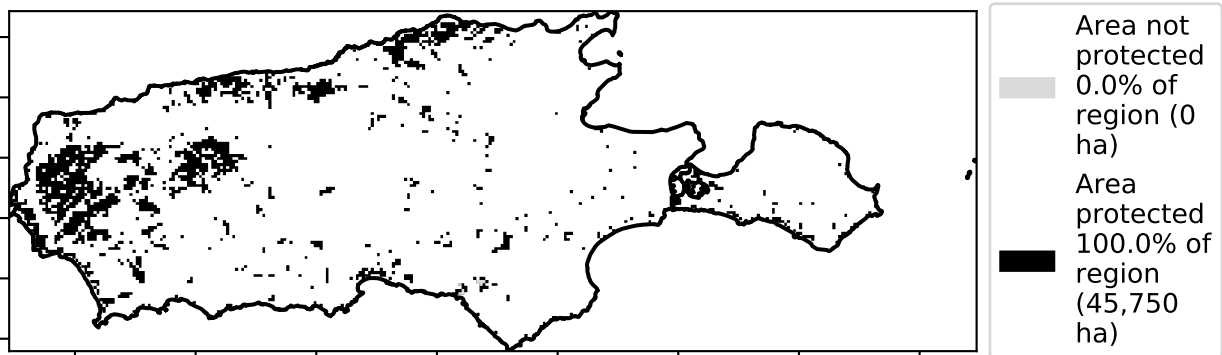 Area not
protected
0.0% of
region (0
ha)
Area
protected
100.0% of
region
(45,750
ha)